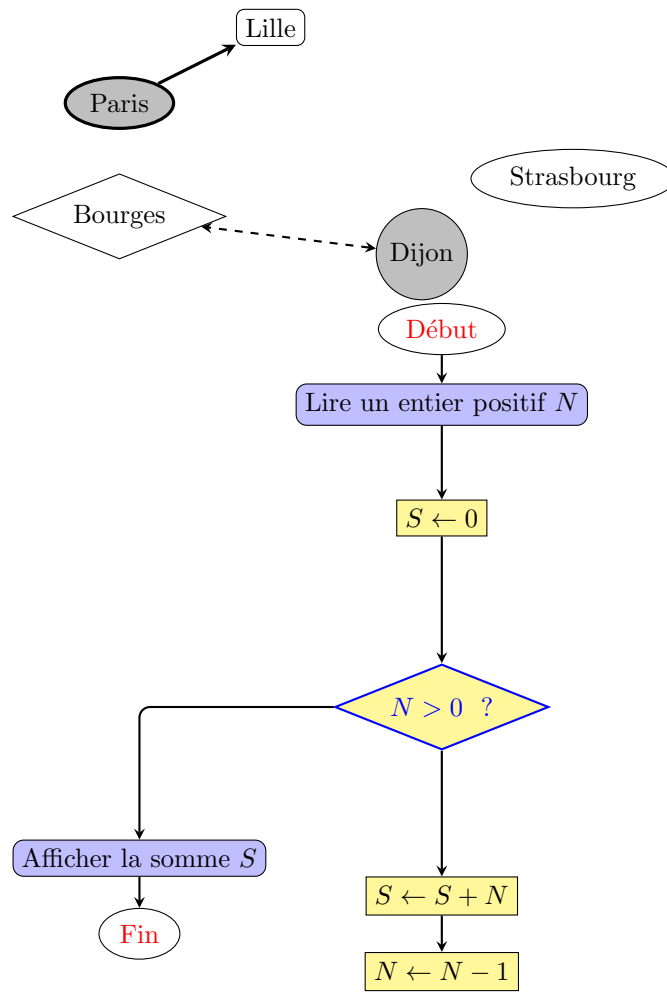 Lille
Paris
Strasbourg
Bourges
Dijon
Début
Lire un entier positif N
S ← 0
N > 0 ?
Afficher la somme S
S ← S + N
Fin
N ← N − 1